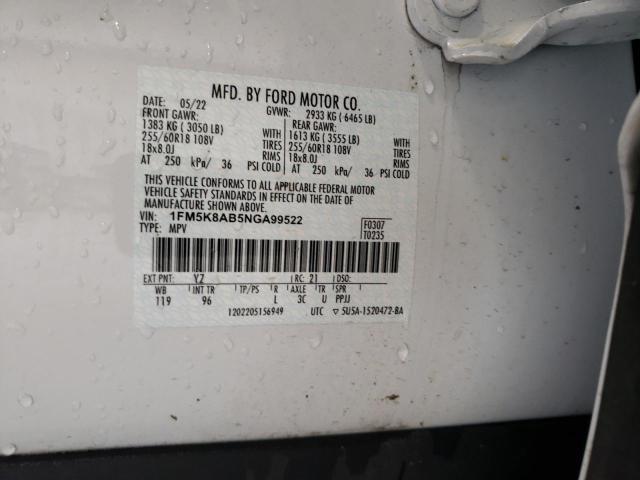 MFD. BY FORD MOTOR CO.
DATE: 05/22 GVWR: 2933 KG ( 6465 LB)
FRONT GAWR: REAR GAWR:
1383 KG ( 3050 LB) WITH 1613 KG ( 3555 LB) WITH
255/60R18 108V TIRES 255/60R18 108V TIRES
18x8.0J RIMS 18x8.0J RIMS
AT 250 kPa/ 36 PSI COLD AT 250 kPa/ 36 PSI COLD
THIS VEHICLE CONFORMS TO ALL APPLICABLE FEDERAL MOTOR
VEHICLE SAFETY STANDARDS IN EFFECT ON THE DATE OF
MANUFACTURE SHOWN ABOVE.
VIN: 1FM5K8AB5NGA99522 F0307
TYPE: MPV T0235
EXT PNT: YZ RC: 21 DSO:
WB INT TR TP/PS R AXLE TR SPR
119 96 L 3C U PPJJ
1202205156949 UTC ▽ 5U5A-1520472-BA